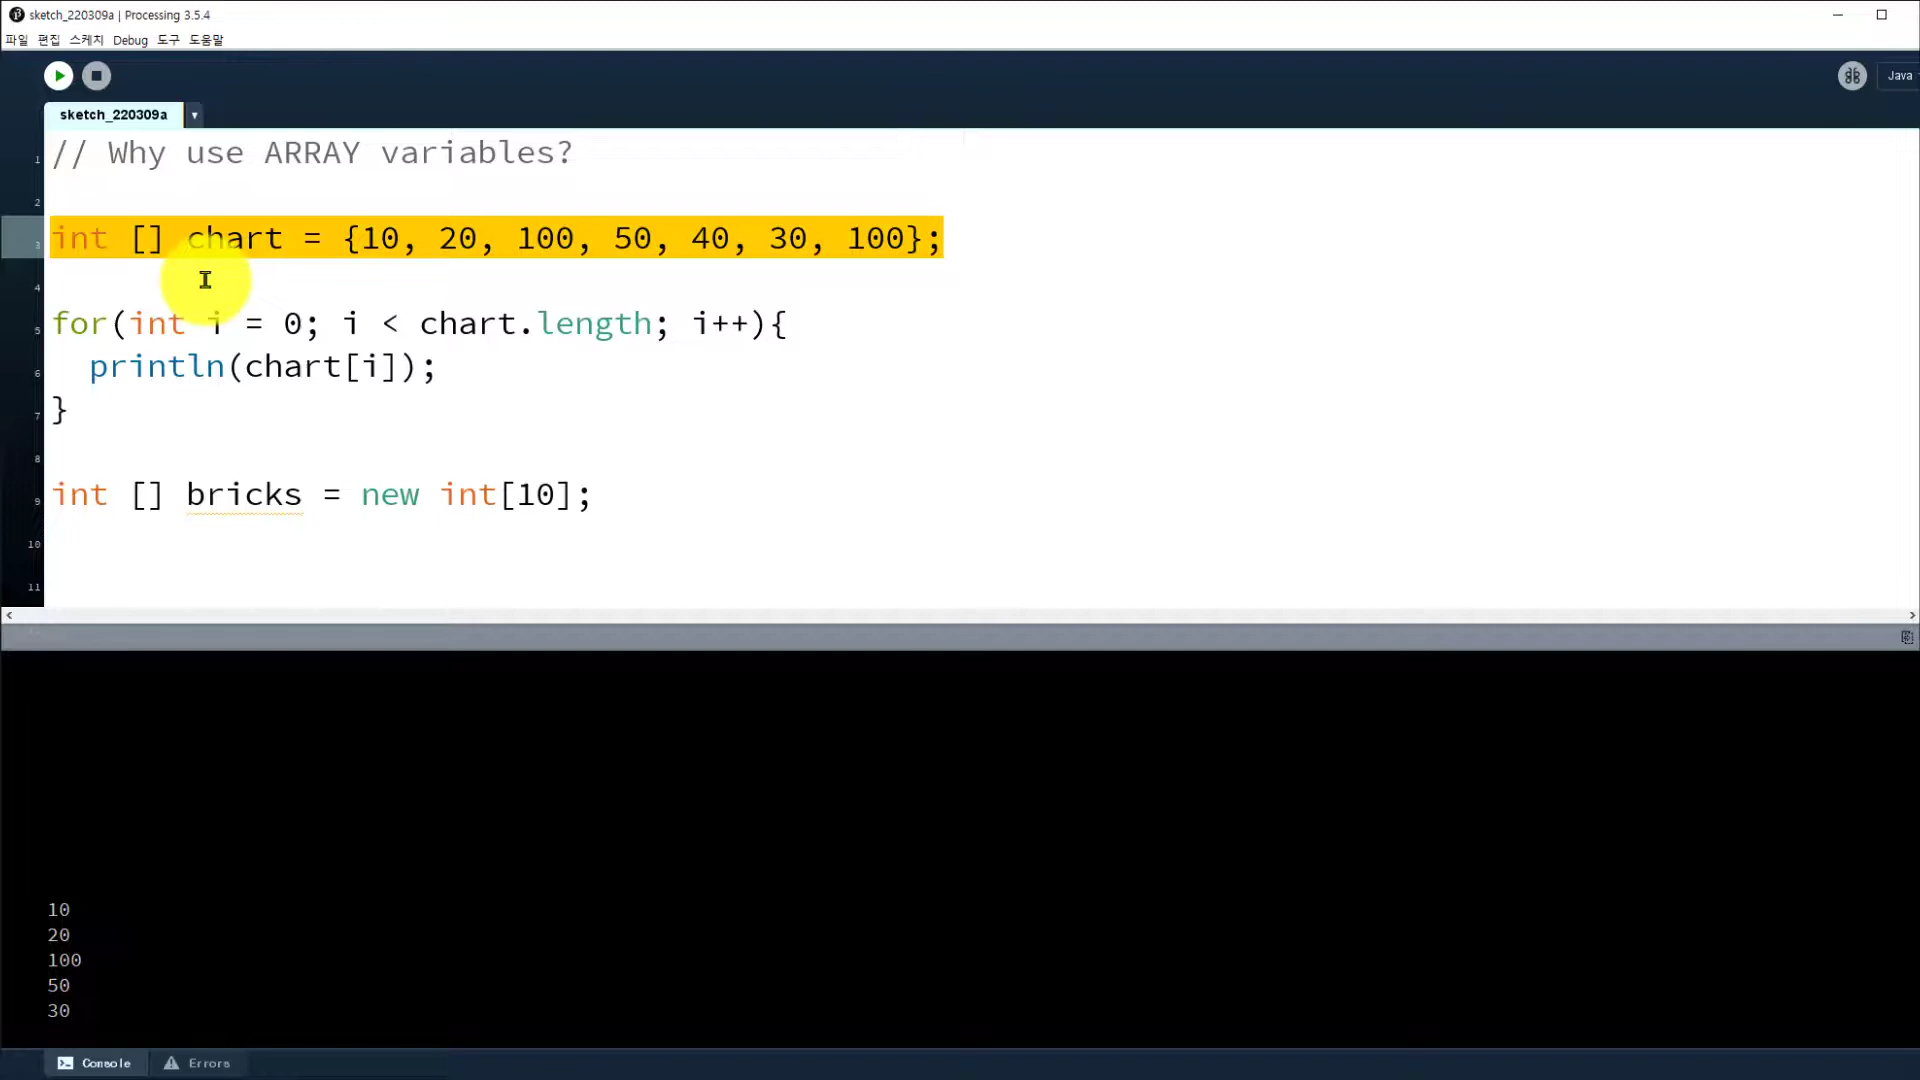 sketch_220309a | Processing 3.5.4
파일 편집 스케치 Debug 도구 도움말
Java
sketch_220309a
1 // Why use ARRAY variables?
2
3 int [] chart = {10, 20, 100, 50, 40, 30, 100};
4
5 for(int i = 0; i < chart.length; i++){
6 println(chart[i]);
7 }
8
9 int [] bricks = new int[10];
10
11
10
20
100
50
30
Console Errors